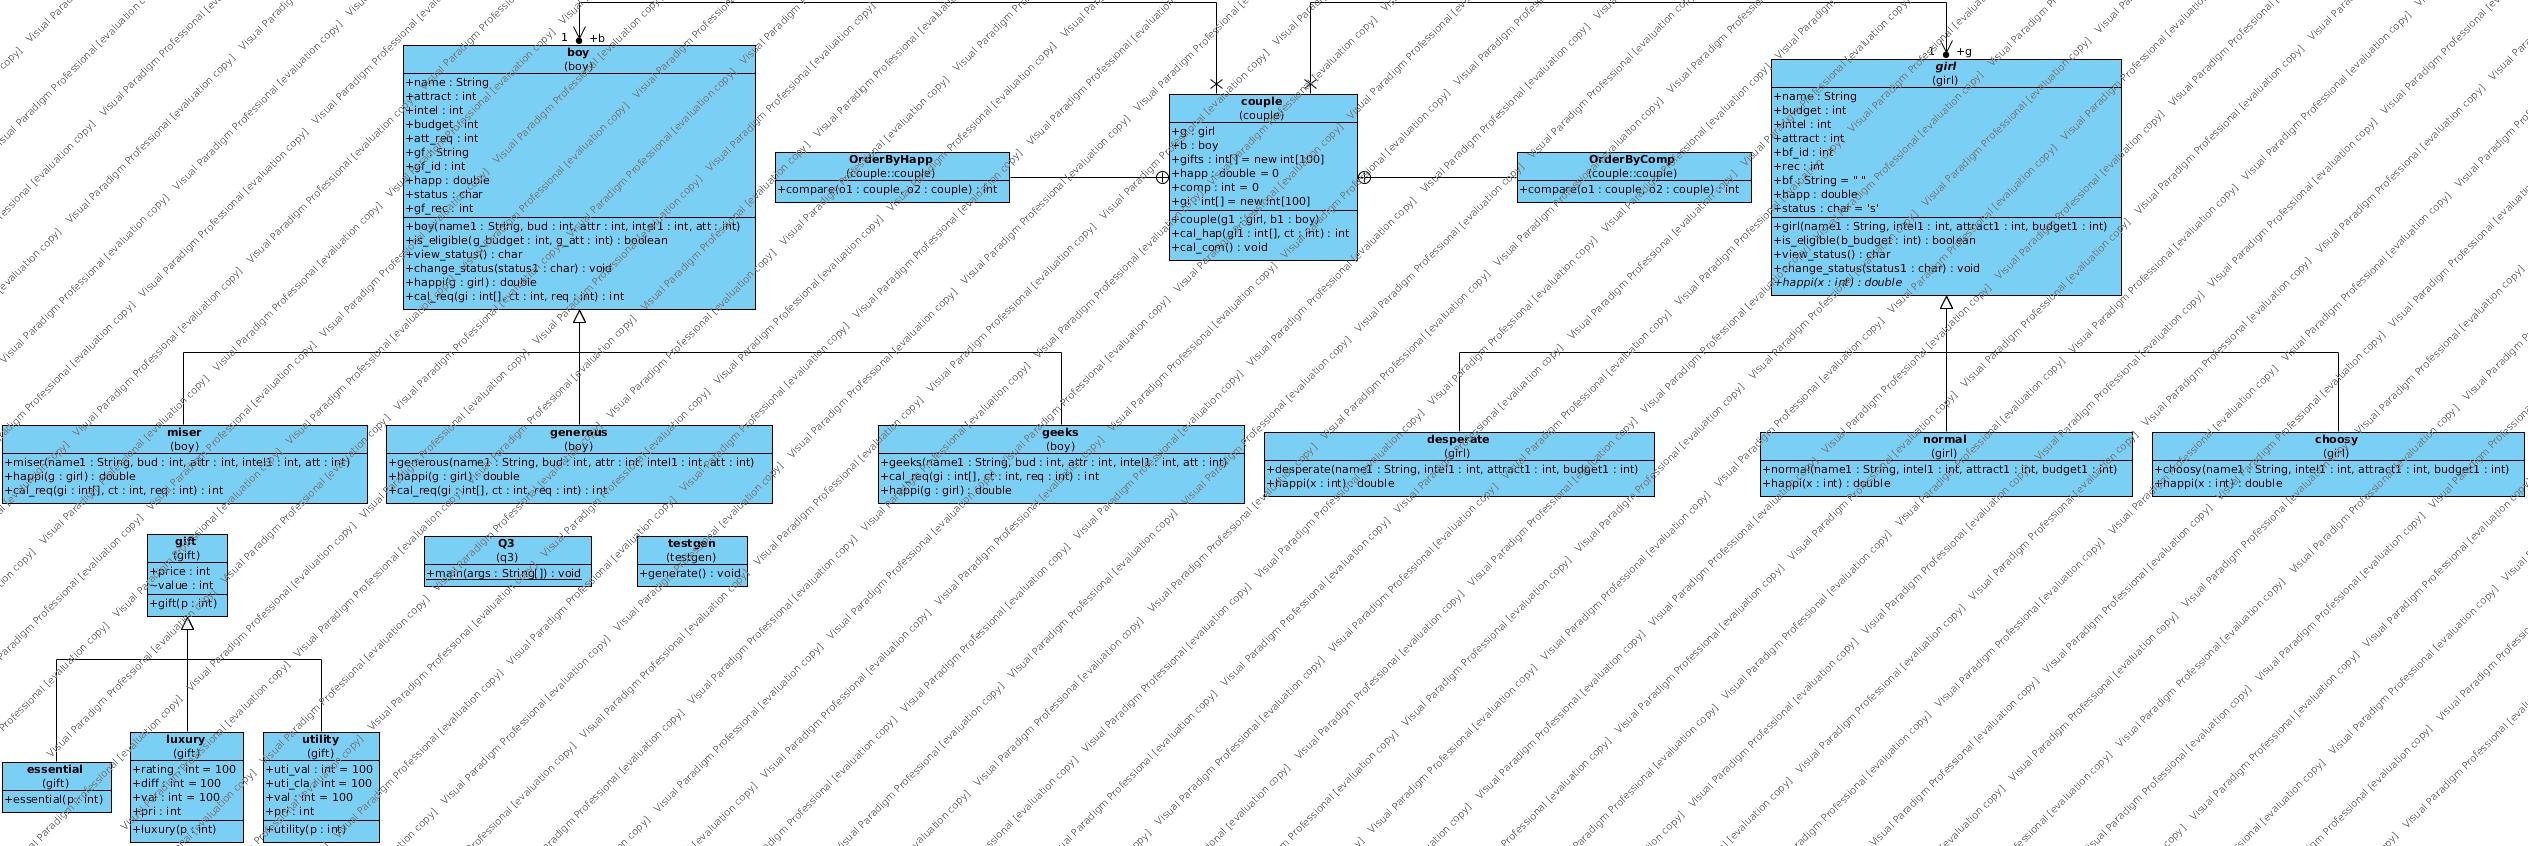 1 +b
boy
(boy)
+name : String
+attract : int
+intel : int
+budget : int
+att_req : int
+gf : String
+gf_id : int
+happ : double
+status : char
+gf_rec : int
+boy(name1 : String, bud : int, attr : int, intel1 : int, att : int)
+is_eligible(g_budget : int, g_att : int) : boolean
+view_status() : char
+change_status(status1 : char) : void
+happi(g : girl) : double
+cal_req(gi : int[], ct : int, req : int) : int
OrderByHapp
(couple::couple)
+compare(o1 : couple, o2 : couple) : int
couple
(couple)
+g : girl
+b : boy
+gifts : int[] = new int[100]
+happ : double = 0
+comp : int = 0
+gi : int[] = new int[100]
+couple(g1 : girl, b1 : boy)
+cal_hap(gi1 : int[], ct : int) : int
+cal_com() : void
OrderByComp
(couple::couple)
+compare(o1 : couple, o2 : couple) : int
1 +g
girl
(girl)
+name : String
+budget : int
+intel : int
+attract : int
+bf_id : int
+rec : int
+bf : String = " "
+happ : double
+status : char = 's'
+girl(name1 : String, intel1 : int, attract1 : int, budget1 : int)
+is_eligible(b_budget : int) : boolean
+view_status() : char
+change_status(status1 : char) : void
+happi(x : int) : double
miser
(boy)
+miser(name1 : String, bud : int, attr : int, intel1 : int, att : int)
+happi(g : girl) : double
+cal_req(gi : int[], ct : int, req : int) : int
generous
(boy)
+generous(name1 : String, bud : int, attr : int, intel1 : int, att : int)
+happi(g : girl) : double
+cal_req(gi : int[], ct : int, req : int) : int
geeks
(boy)
+geeks(name1 : String, bud : int, attr : int, intel1 : int, att : int)
+cal_req(gi : int[], ct : int, req : int) : int
+happi(g : girl) : double
desperate
(girl)
+desperate(name1 : String, intel1 : int, attract1 : int, budget1 : int)
+happi(x : int) : double
normal
(girl)
+normal(name1 : String, intel1 : int, attract1 : int, budget1 : int)
+happi(x : int) : double
choosy
(girl)
+choosy(name1 : String, intel1 : int, attract1 : int, budget1 : int)
+happi(x : int) : double
gift
(gift)
+price : int
~value : int
+gift(p : int)
Q3
(q3)
+main(args : String[]) : void
testgen
(testgen)
+generate() : void
essential
(gift)
+essential(p : int)
luxury
(gift)
+rating : int = 100
+diff : int = 100
+val : int = 100
+pri : int
+luxury(p : int)
utility
(gift)
+uti_val : int = 100
+uti_cla : int = 100
+val : int = 100
+pri : int
+utility(p : int)
Visual Paradigm Professional [evaluation copy]